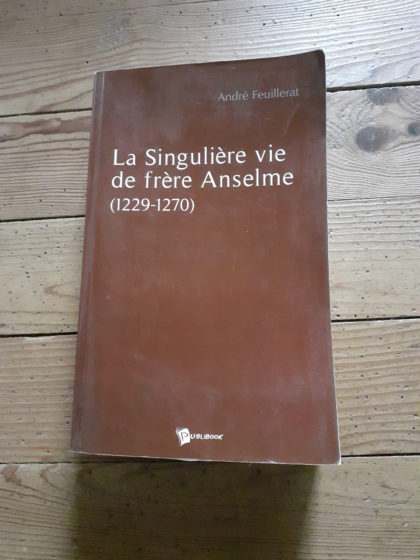 André Feuillerat
La Singulière vie
de frère Anselme
(1229-1270)
PUBLIBOOK